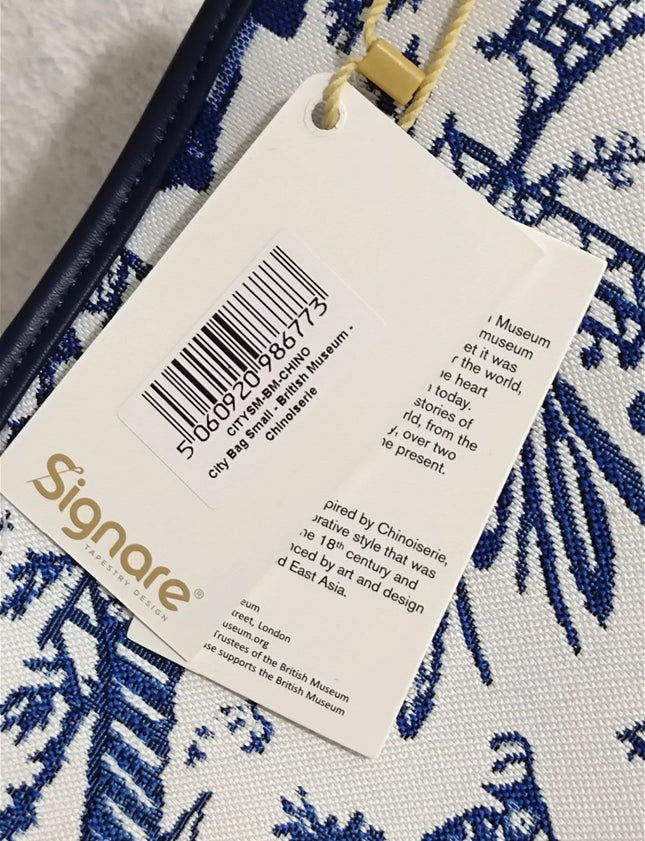 5 060920 986773
CITYSM-BM-CHINO
city Bag Small - British Museum -
chinoiserie
Signare®
TAPESTRY DESIGN
Museum
museum
et it was
the world,
heart
today.
stories of
rld, from the
over two
he present.
pired by Chinoiserie,
orative style that was
he 18th century and
nced by art and design
d East Asia.
eum
reet, London
useum.org
Trustees of the British Museum
se supports the British Museum